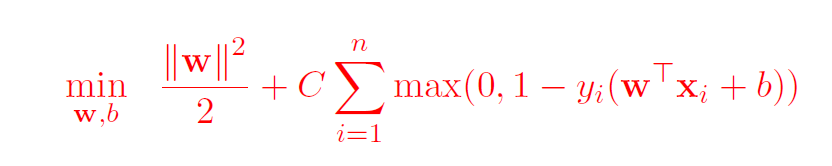 min_{w,b} ‖w‖²/2 + C ∑_{i=1}^{n} max(0, 1 − y_i(w^⊤x_i + b))